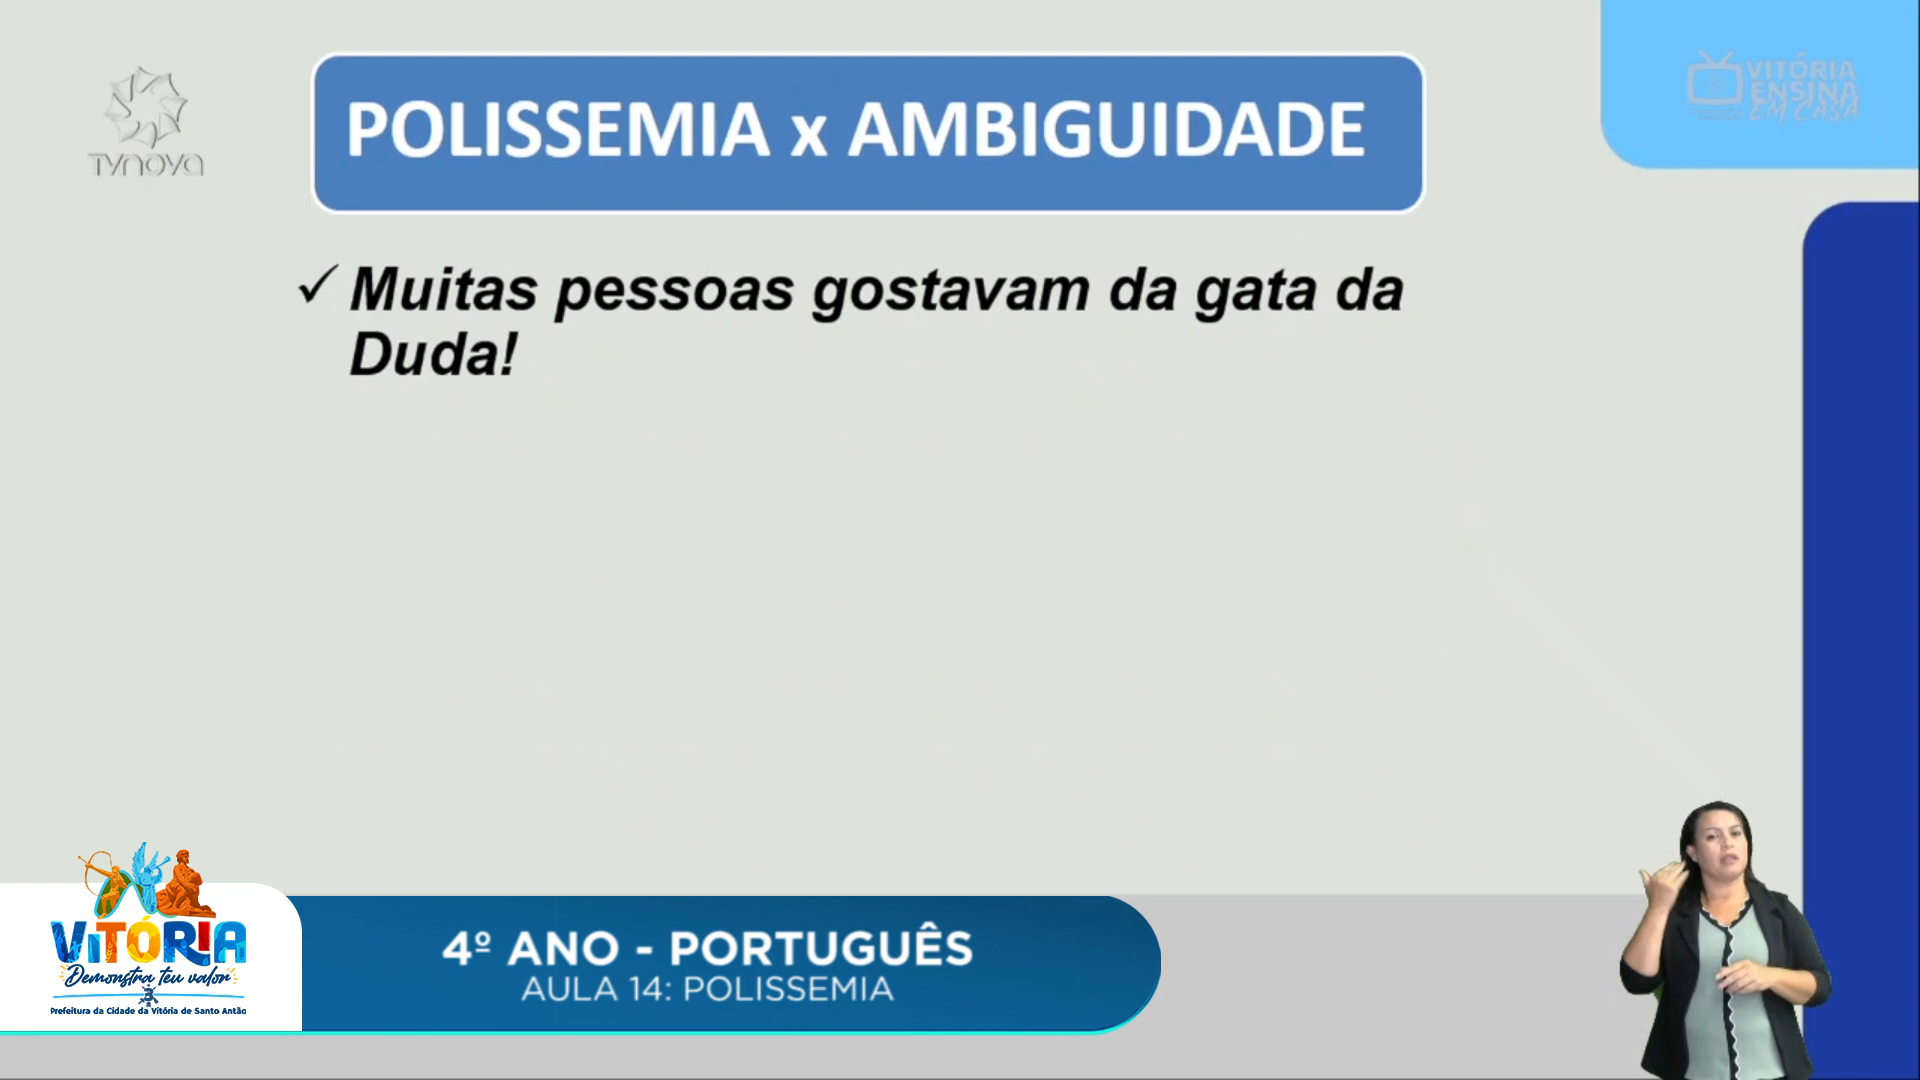 TVNOVA
POLISSEMIA x AMBIGUIDADE
VITÓRIA
ENSINA
EM CASA
✓ Muitas pessoas gostavam da gata da
Duda!
VITÓRIA
Demonstra teu valor
Prefeitura da Cidade da Vitória de Santo Antão
4º ANO - PORTUGUÊS
AULA 14: POLISSEMIA